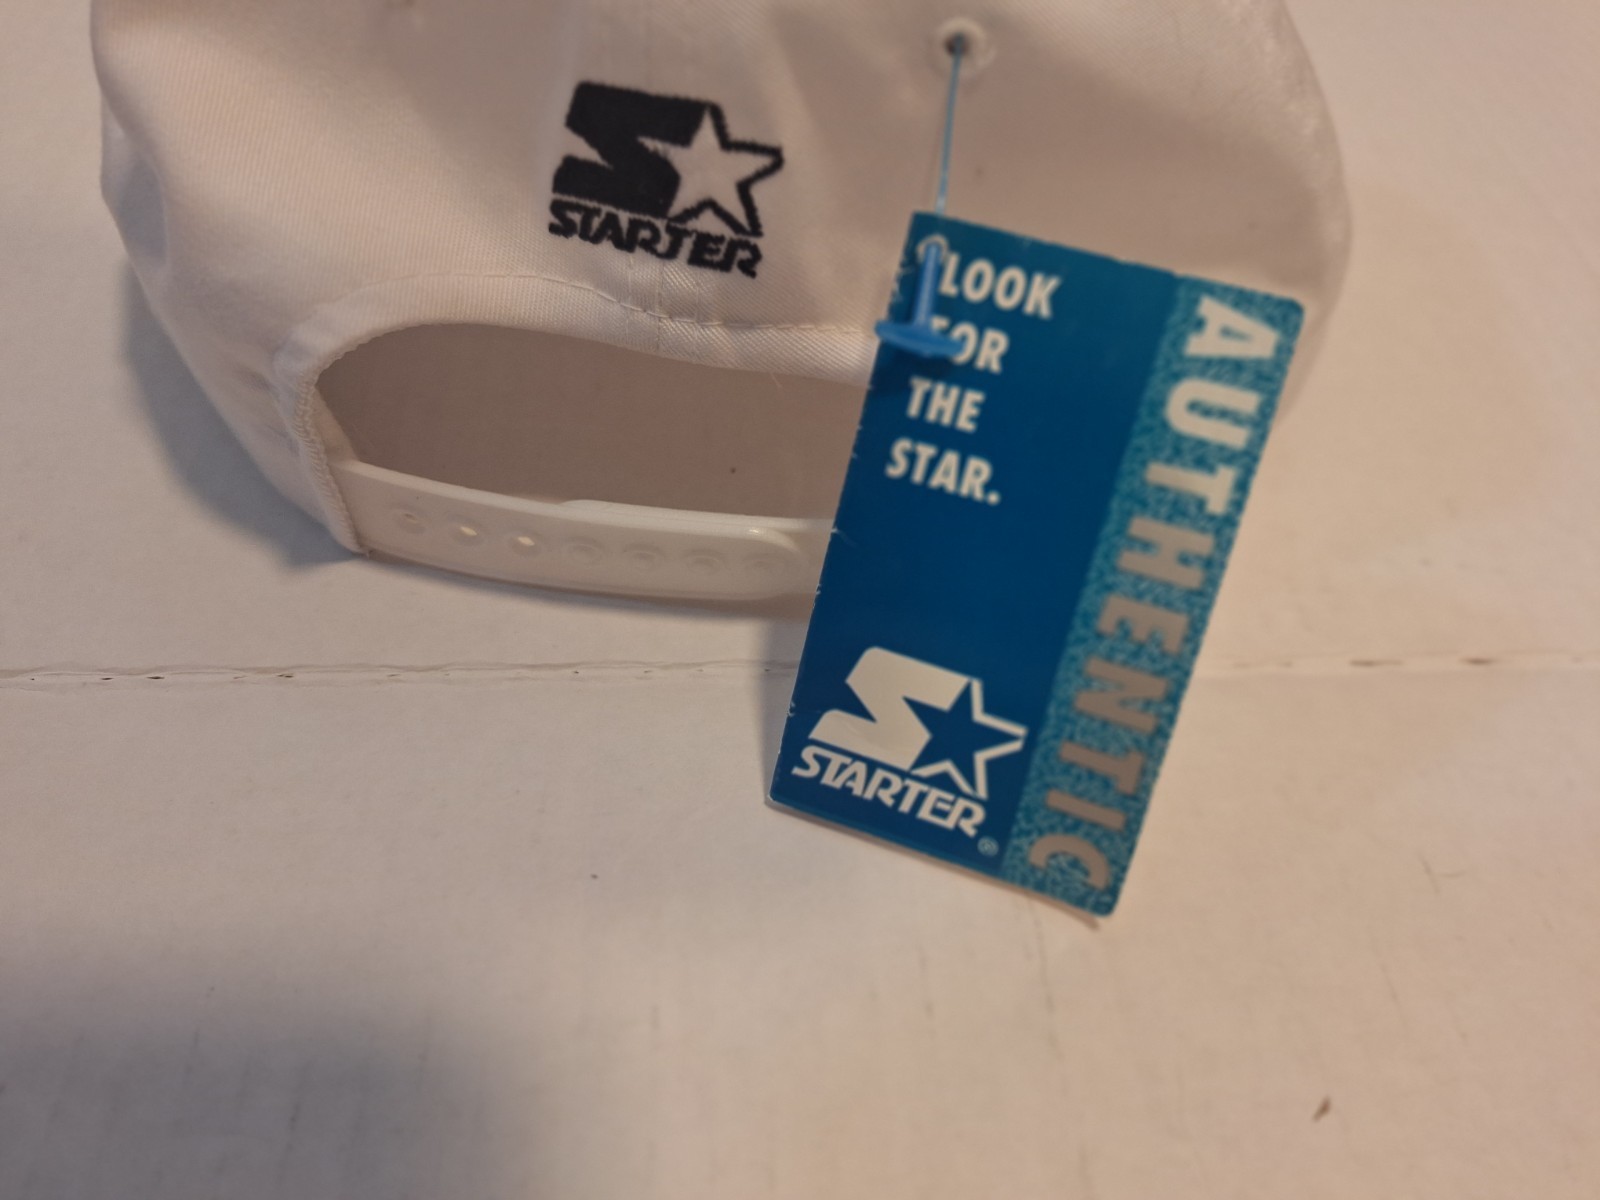 STARTER
LOOK
FOR
THE
STAR.
AUTHENTIC
STARTER®